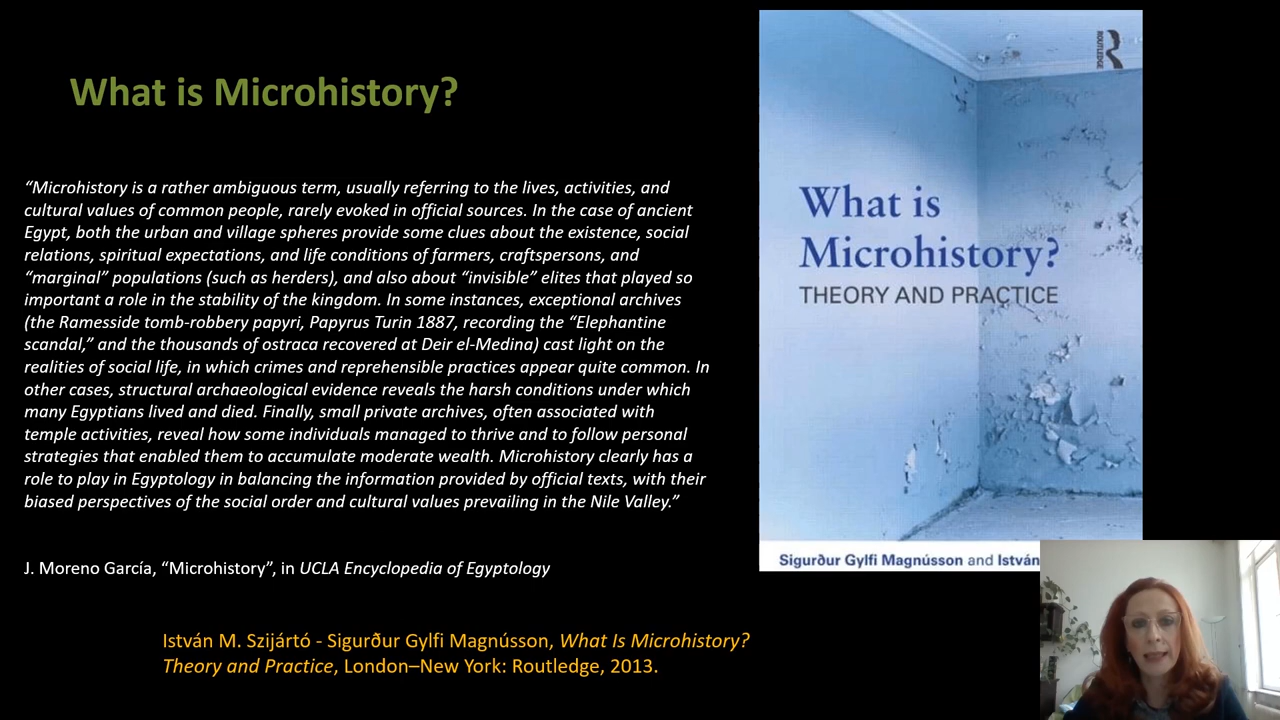 What is Microhistory?
“Microhistory is a rather ambiguous term, usually referring to the lives, activities, and
cultural values of common people, rarely evoked in official sources. In the case of ancient
Egypt, both the urban and village spheres provide some clues about the existence, social
relations, spiritual expectations, and life conditions of farmers, craftspersons, and
“marginal” populations (such as herders), and also about “invisible” elites that played so
important a role in the stability of the kingdom. In some instances, exceptional archives
(the Ramesside tomb-robbery papyri, Papyrus Turin 1887, recording the “Elephantine
scandal,” and the thousands of ostraca recovered at Deir el-Medina) cast light on the
realities of social life, in which crimes and reprehensible practices appear quite common. In
other cases, structural archaeological evidence reveals the harsh conditions under which
many Egyptians lived and died. Finally, small private archives, often associated with
temple activities, reveal how some individuals managed to thrive and to follow personal
strategies that enabled them to accumulate moderate wealth. Microhistory clearly has a
role to play in Egyptology in balancing the information provided by official texts, with their
biased perspectives of the social order and cultural values prevailing in the Nile Valley.”
J. Moreno García, “Microhistory”, in UCLA Encyclopedia of Egyptology
István M. Szijártó - Sigurður Gylfi Magnússon, What Is Microhistory?
Theory and Practice, London–New York: Routledge, 2013.
ROUTLEDGE
What is
Microhistory?
THEORY AND PRACTICE
Sigurður Gylfi Magnússon and István